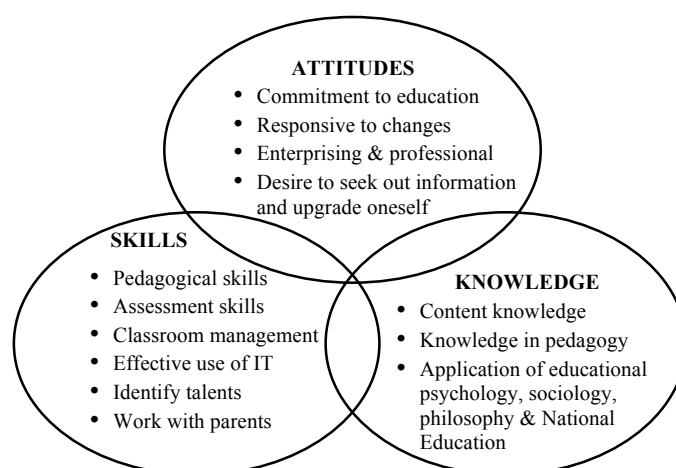 ATTITUDES
• Commitment to education
• Responsive to changes
• Enterprising & professional
• Desire to seek out information
and upgrade oneself
SKILLS
• Pedagogical skills
• Assessment skills
• Classroom management
• Effective use of IT
• Identify talents
• Work with parents
KNOWLEDGE
• Content knowledge
• Knowledge in pedagogy
• Application of educational
psychology, sociology,
philosophy & National
Education